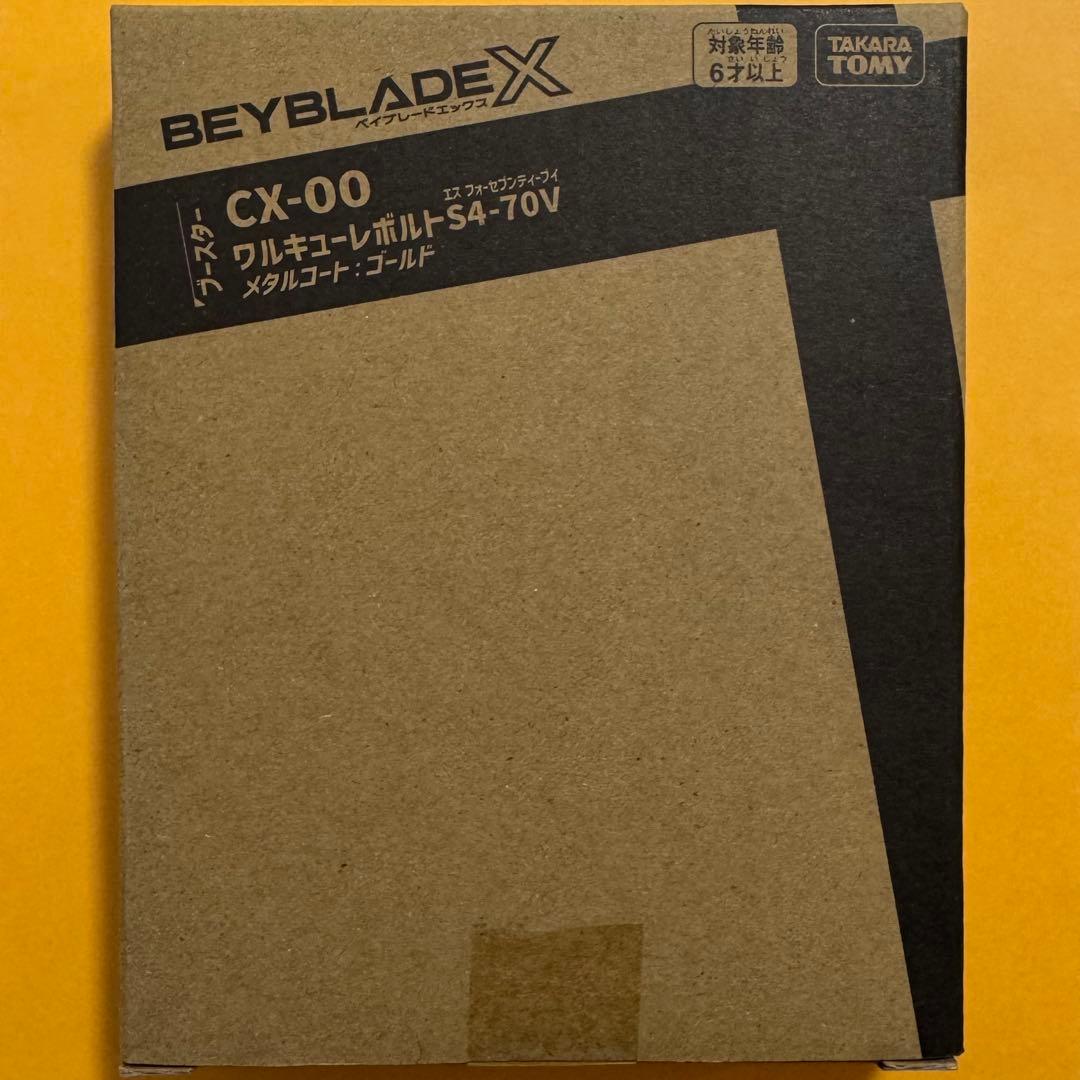 BEYBLADE X
ベイブレードエックス
たいしょうねんれい
対象年齢
さい いじょう
6才以上
TAKARA
TOMY
ブースター
CX-00
エス フォーセブンティーブイ
ワルキューレボルトS4-70V
メタルコート:ゴールド